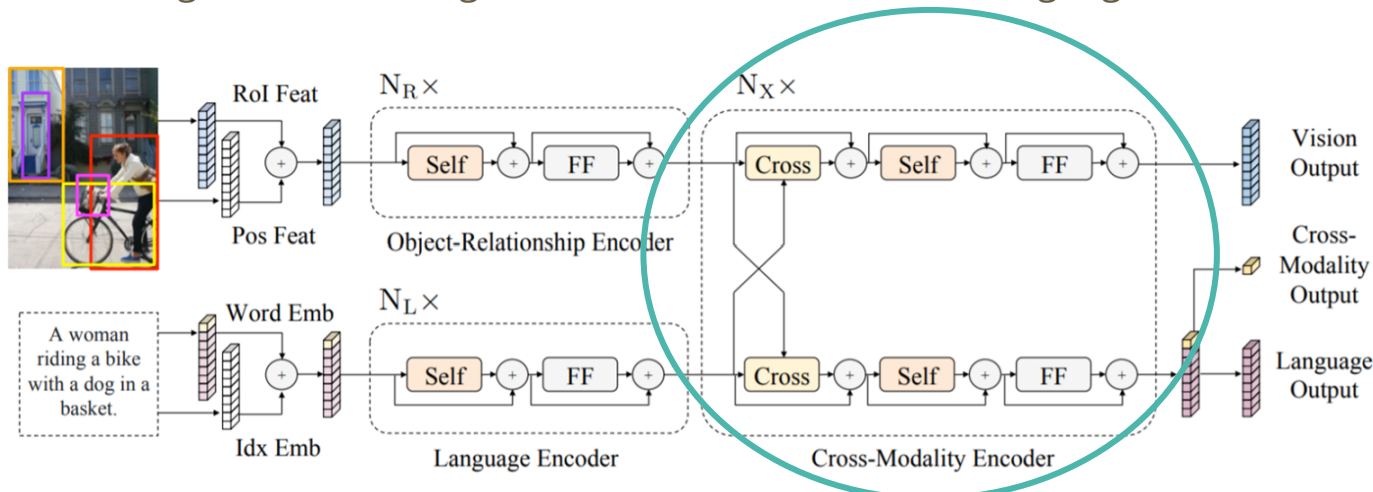 N_R×
N_X×
RoI Feat
Self
+
FF
+
Cross
+
Self
+
FF
+
Vision
Output
+
Pos Feat
Object-Relationship Encoder
Cross-
Modality
Output
N_L×
Word Emb
A woman
riding a bike
with a dog in a
basket.
+
Self
+
FF
+
Cross
+
Self
+
FF
+
Language
Output
Idx Emb
Language Encoder
Cross-Modality Encoder